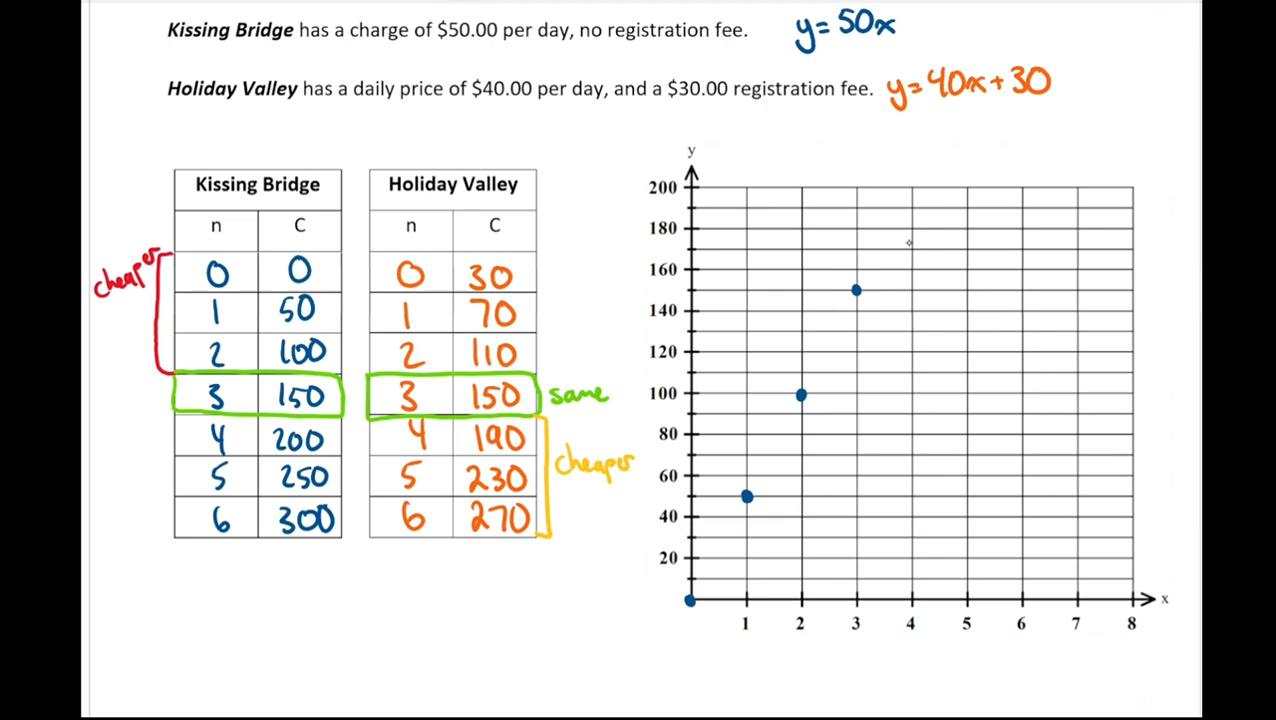 Kissing Bridge has a charge of $50.00 per day, no registration fee. y=50x
Holiday Valley has a daily price of $40.00 per day, and a $30.00 registration fee. y=40x+30
Kissing Bridge Holiday Valley
n C n C
cheaper
0 0 0 30
1 50 1 70
2 100 2 110
3 150 3 150 same
4 200 4 190
cheaper
5 250 5 230
6 300 6 270
y
200
180
160
140
120
100
80
60
40
20
x
1 2 3 4 5 6 7 8